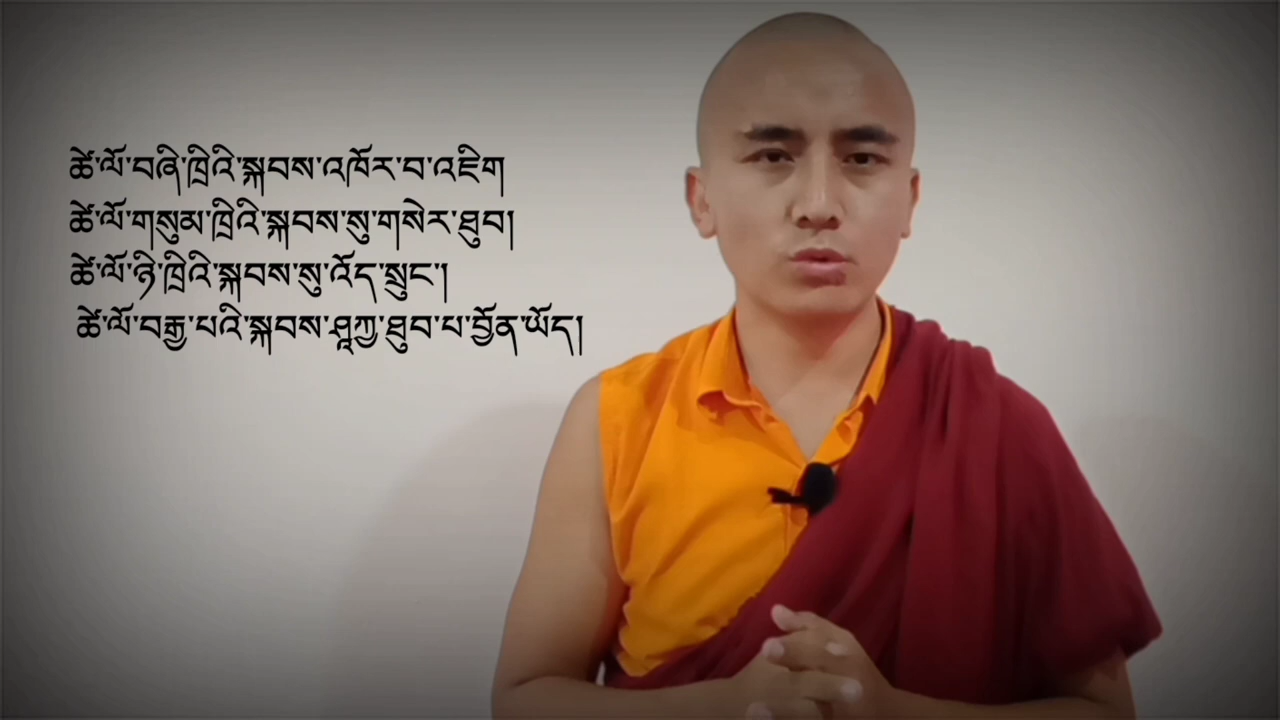 ཚེ་ལོ་བཞི་ཁྲིའི་སྐབས་འཁོར་བ་འཇིག
ཚེ་ལོ་གསུམ་ཁྲིའི་སྐབས་སུ་གསེར་ཐུབ།
ཚེ་ལོ་ཉི་ཁྲིའི་སྐབས་སུ་འོད་སྲུང་།
ཚེ་ལོ་བརྒྱ་པའི་སྐབས་ཤཱཀྱ་ཐུབ་པ་བྱོན་ཡོད།